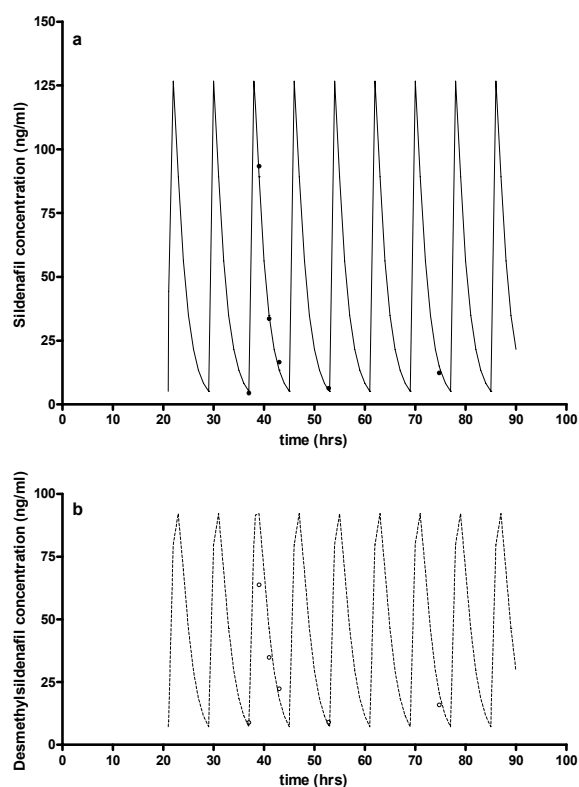 a
Sildenafil concentration (ng/ml)
150
125
100
75
50
25
0
0 10 20 30 40 50 60 70 80 90 100
time (hrs)
b
Desmethylsildenafil concentration (ng/ml)
100
75
50
25
0
0 10 20 30 40 50 60 70 80 90 100
time (hrs)